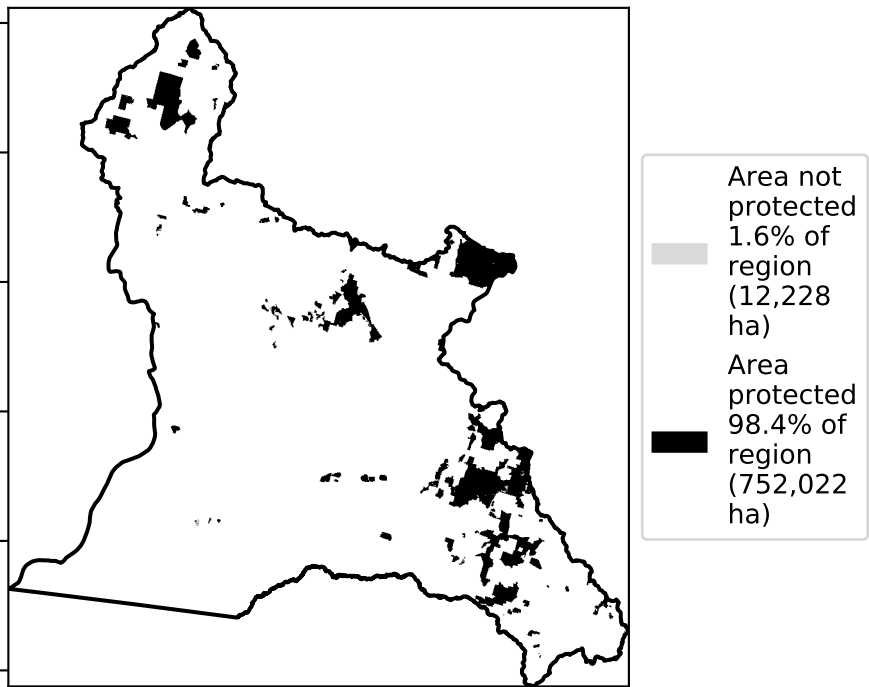 Area not
protected
1.6% of
region
(12,228
ha)
Area
protected
98.4% of
region
(752,022
ha)